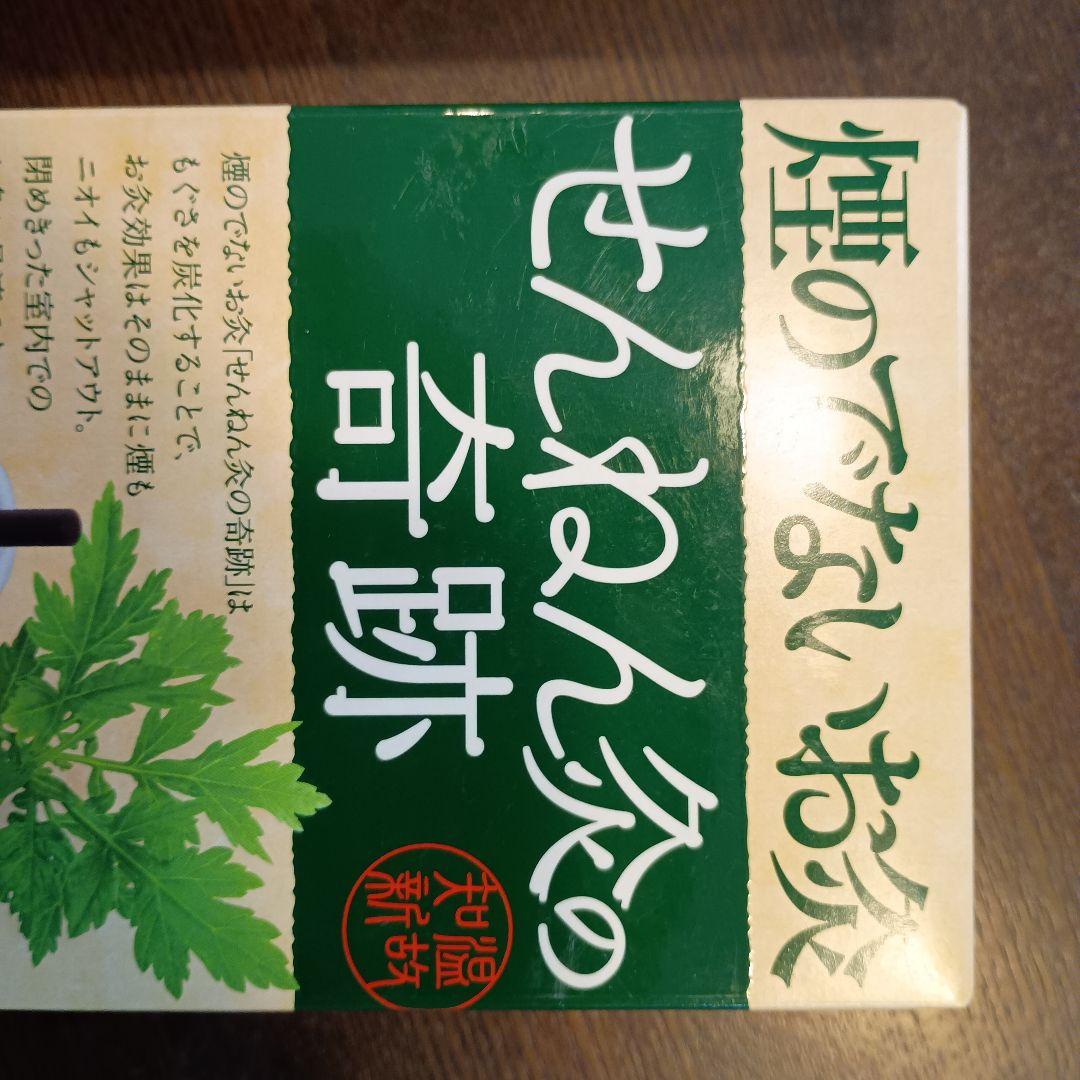 煙のでないお灸
せんねん灸の
奇跡
温故
知新
煙のでないお灸「せんねん灸の奇跡」は
もぐさを炭化することで、
お灸効果はそのままに煙も
ニオイもシャットアウト。
閉めきった室内での